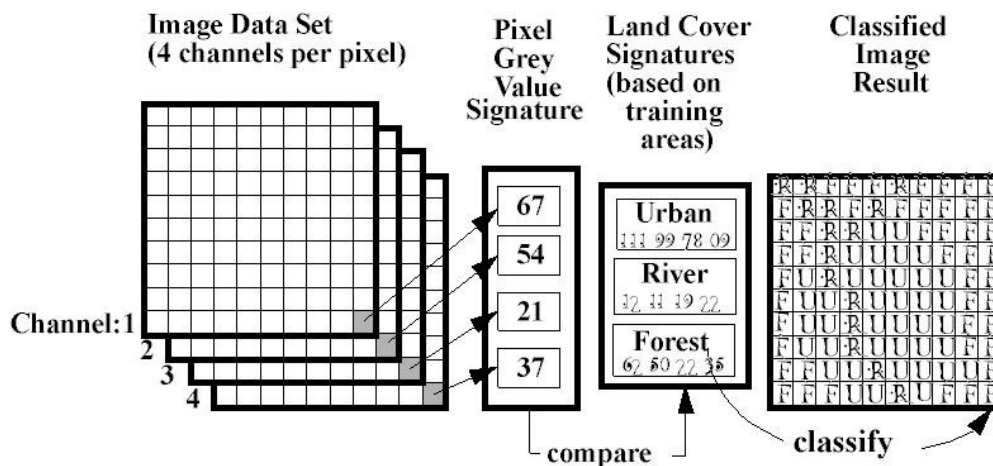 Image Data Set
(4 channels per pixel)
Pixel
Grey
Value
Signature
Land Cover
Signatures
(based on
training
areas)
Classified
Image
Result
Channel:1
2
3
4
67
54
21
37
Urban
111 99 78 09
River
12 11 19 22
Forest
62 50 22 35
R R F F F R F F F F
F R R F R F F F F F
F F R R U U F F F F
F F R U U U U F F F
F U R U U U U U F F
F U U R U U U U F F
F U U R U U U U F F
F U U R U U U U F F
F F U U R U U U U F
F F F U U R U F F F
compare
classify